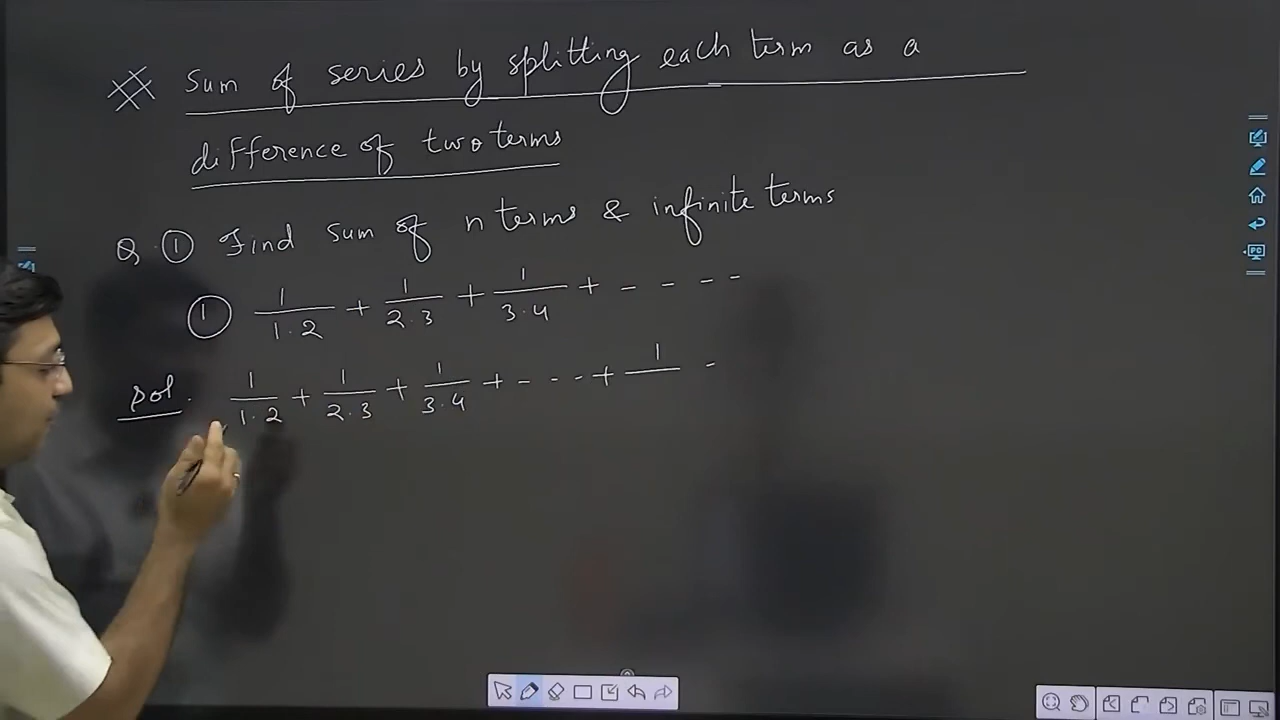 Sum of series by splitting each term as a
difference of two terms
Q. ① Find sum of n terms & infinite terms
① 1/1·2 + 1/2·3 + 1/3·4 + - - - -
Sol. 1/1·2 + 1/2·3 + 1/3·4 + - - - - + 1/ -
PC